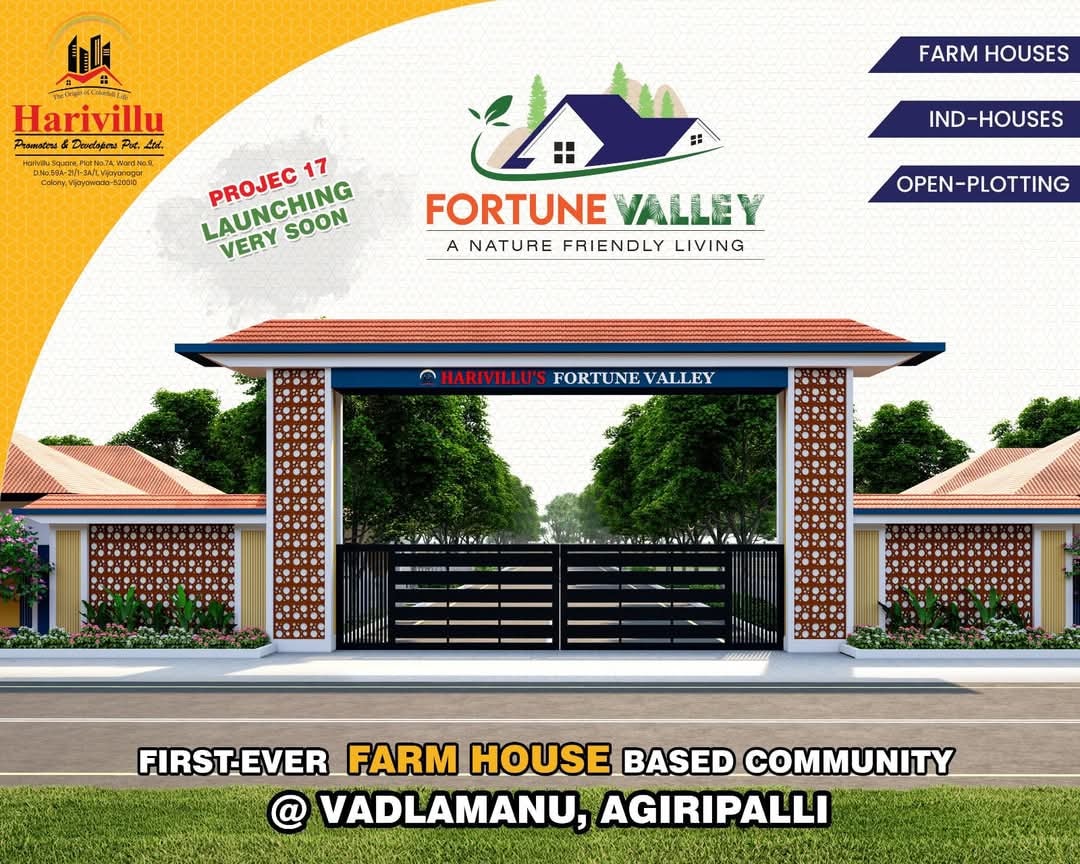 The Origin of Colorfull Life
Harivillu
Promoters & Developers Pvt. Ltd.
Harivillu Square, Plot No.7A, Ward No.9,
D.No.59A-21/1-3A/1, Vijayanagar
Colony, Vijayawada-520010
PROJEC 17
LAUNCHING
VERY SOON
FORTUNE VALLEY
A NATURE FRIENDLY LIVING
FARM HOUSES
IND-HOUSES
OPEN-PLOTTING
HARIVILLU'S FORTUNE VALLEY
FIRST-EVER FARM HOUSE BASED COMMUNITY
@ VADLAMANU, AGIRIPALLI